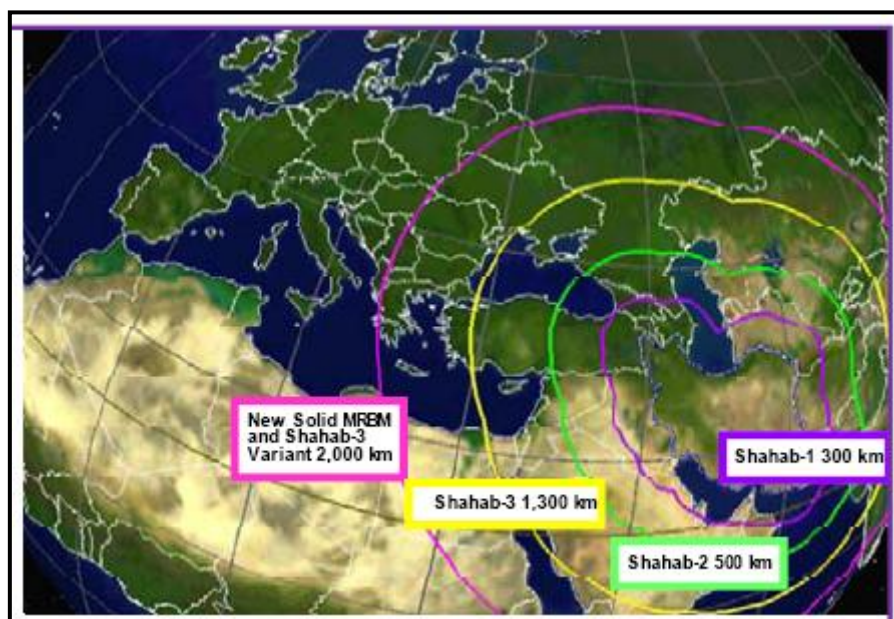 New Solid MRBM
and Shahab-3
Variant 2,000 km
Shahab-1 300 km
Shahab-3 1,300 km
Shahab-2 500 km